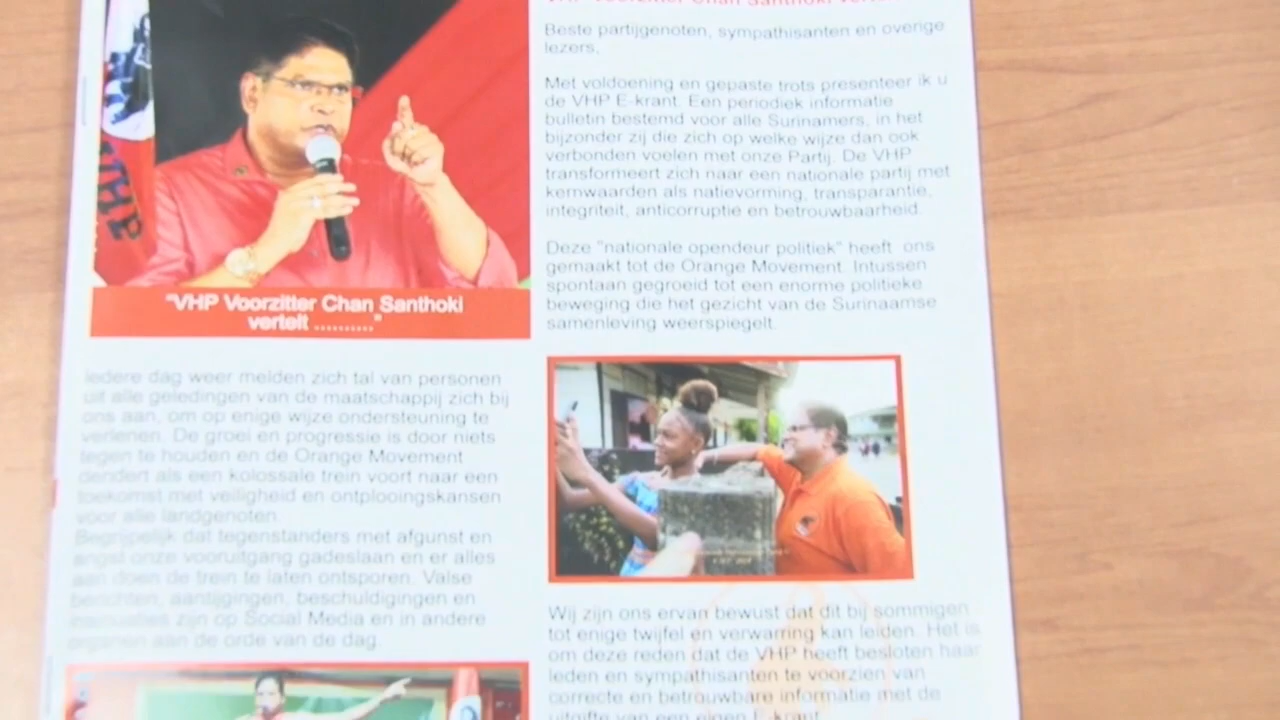 VHP Voorzitter Chan Santhoki
Beste partijgenoten, sympathisanten en overige
lezers,
Met voldoening en gepaste trots presenteer ik u
de VHP E-krant. Een periodiek informatie
bulletin bestemd voor alle Surinamers, in het
bijzonder zij die zich op welke wijze dan ook
verbonden voelen met onze Partij. De VHP
transformeert zich naar een nationale partij met
kernwaarden als natievorming, transparantie,
integriteit, anticorruptie en betrouwbaarheid.
Deze "nationale opendeur politiek" heeft ons
gemaakt tot de Orange Movement. Intussen
spontaan gegroeid tot een enorme politieke
beweging die het gezicht van de Surinaamse
samenleving weerspiegelt.
"VHP Voorzitter Chan Santhoki
vertelt .........."
Iedere dag weer melden zich tal van personen
uit alle geledingen van de maatschappij zich bij
ons aan, om op enige wijze ondersteuning te
verlenen. De groei en progressie is door niets
tegen te houden en de Orange Movement
dendert als een kolossale trein voort naar een
toekomst met veiligheid en ontplooingskansen
voor alle landgenoten.
Begrijpelijk dat tegenstanders met afgunst en
angst onze vooruitgang gadeslaan en er alles
aan doen de trein te laten ontsporen. Valse
berichten, aantijgingen, beschuldigingen en
zijn op Social Media en in andere
organen aan de orde van de dag.
Wij zijn ons ervan bewust dat dit bij sommigen
tot enige twijfel en verwarring kan leiden. Het is
om deze reden dat de VHP heeft besloten haar
leden en sympathisanten te voorzien van
correcte en betrouwbare informatie met de
uitgifte van een eigen E-krant.